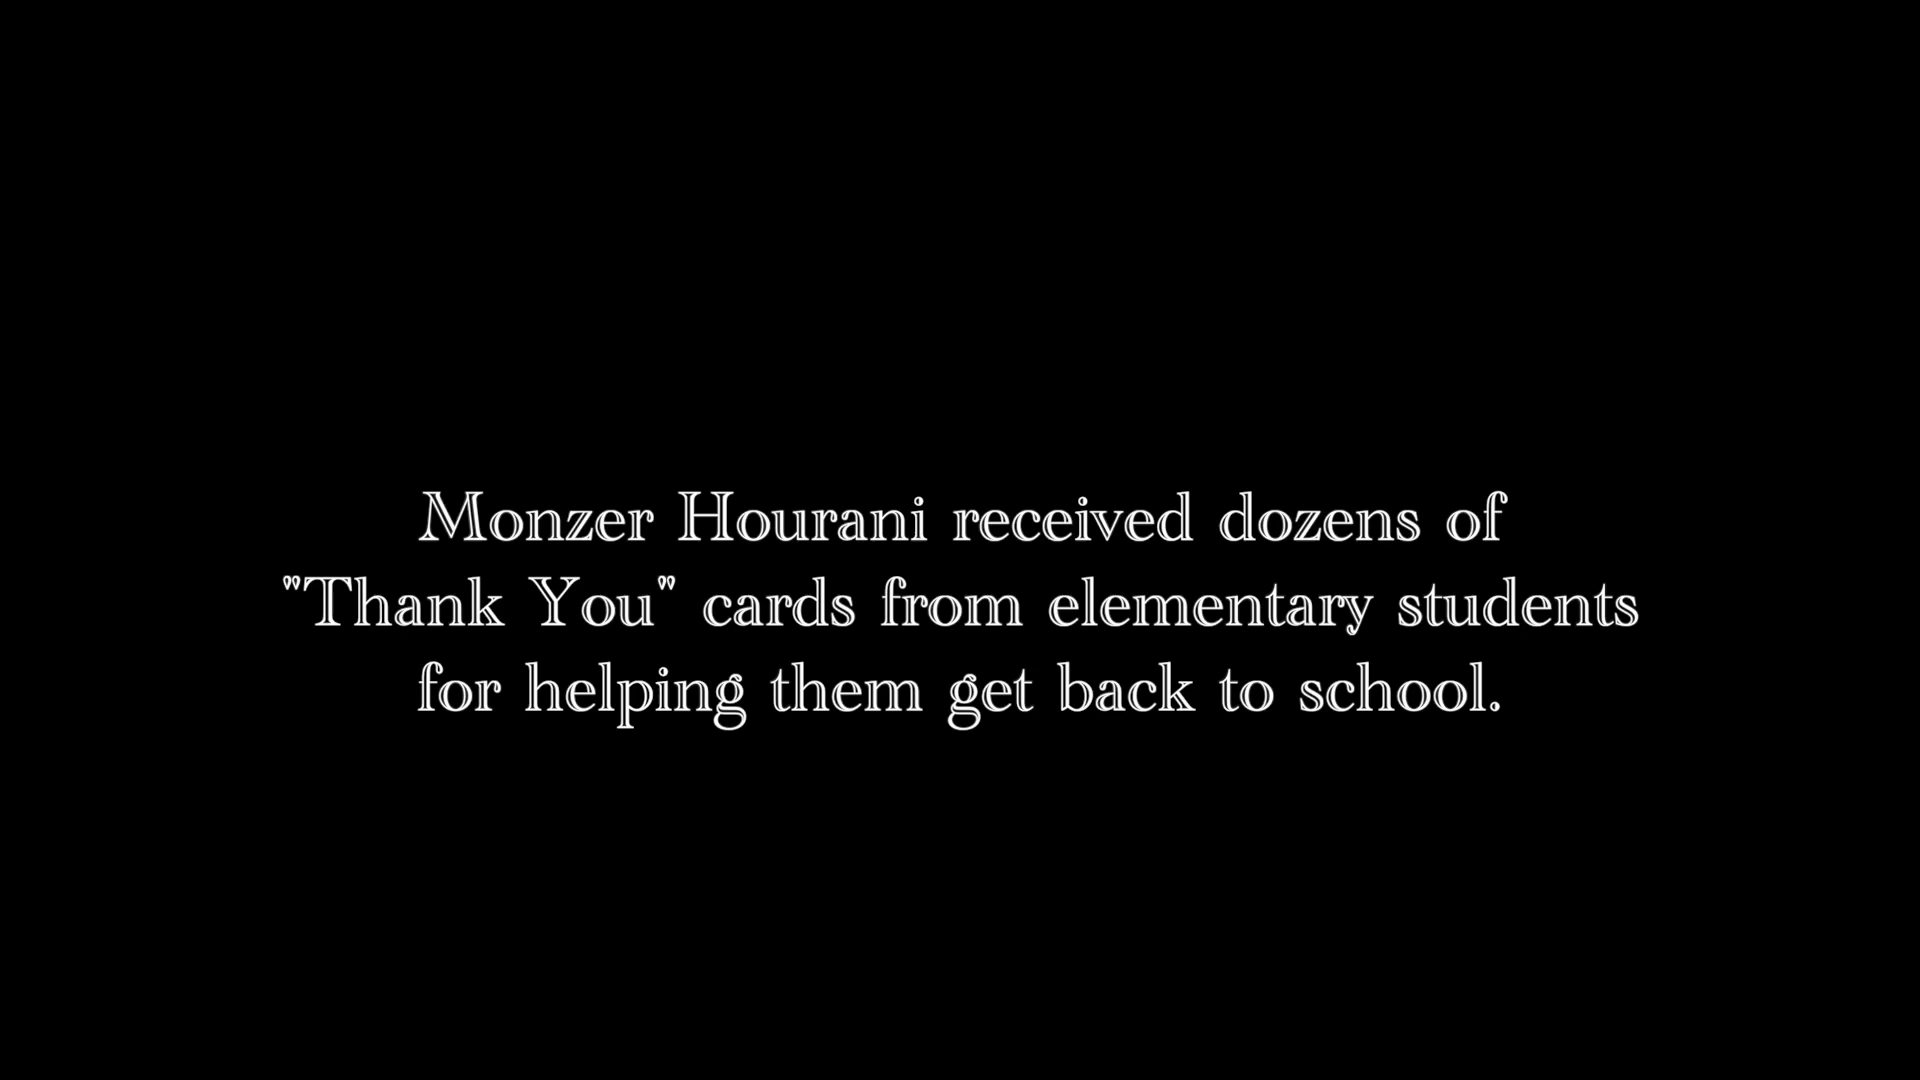 Monzer Hourani received dozens of
"Thank You" cards from elementary students
for helping them get back to school.